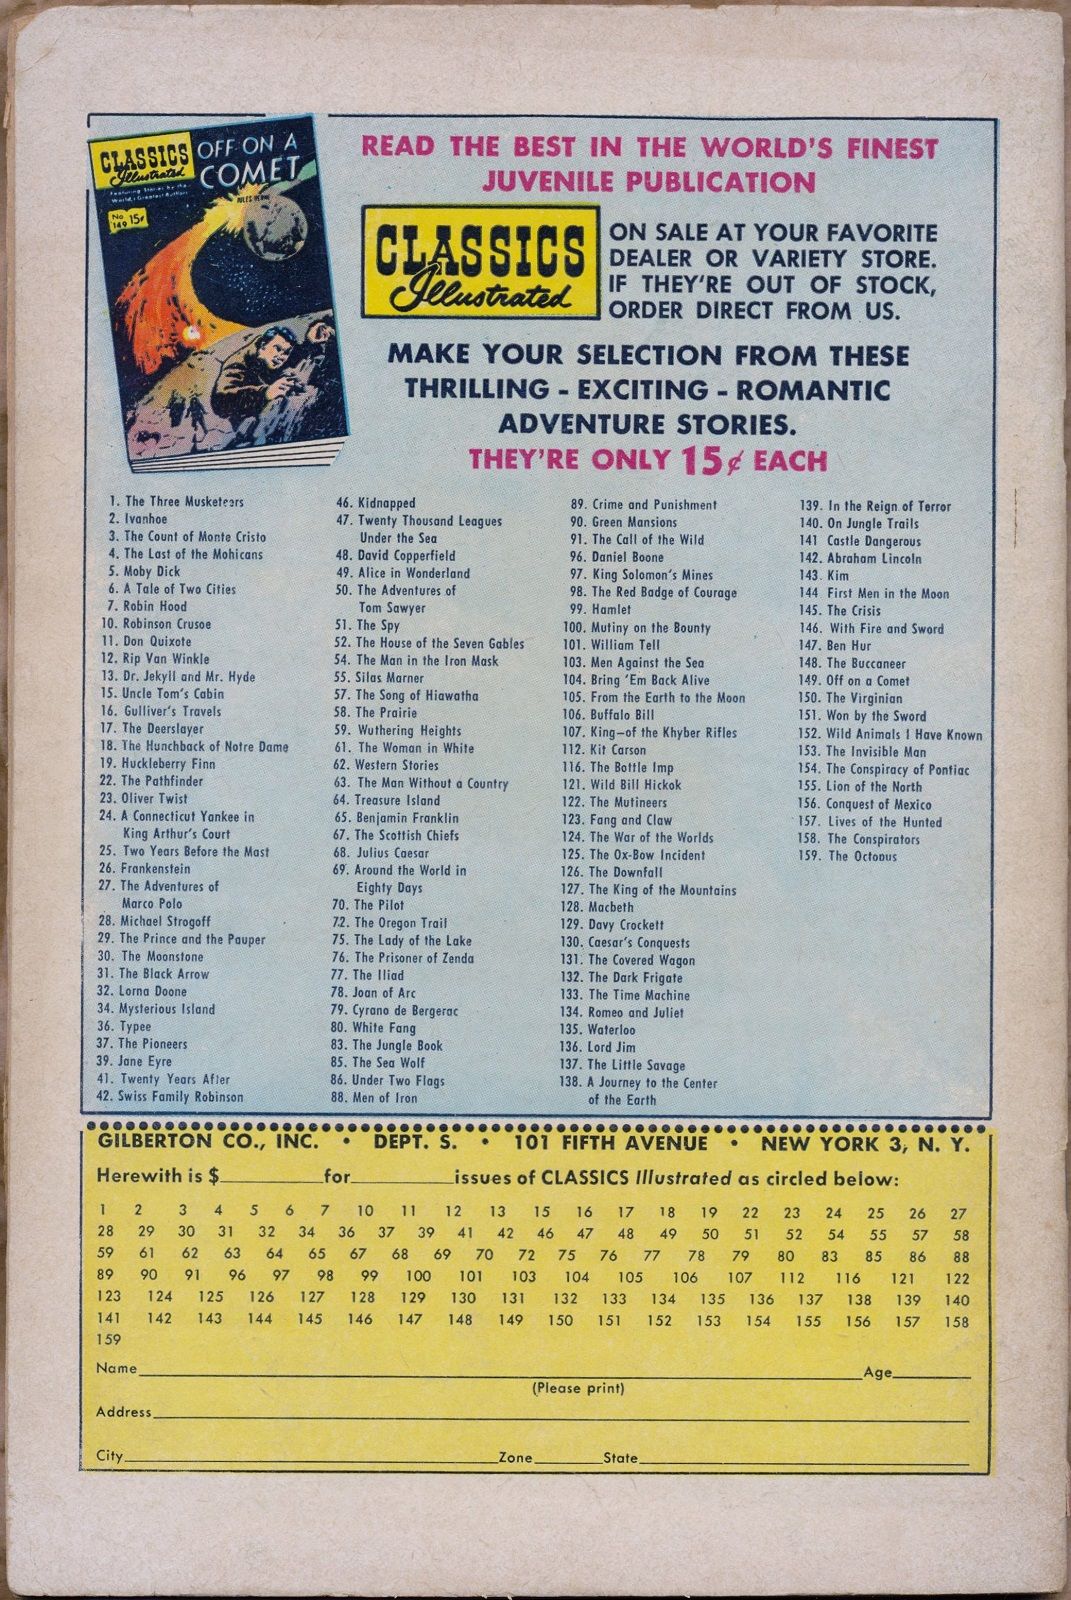 CLASSICS
Illustrated
Featuring Stories by the
World's Greatest Authors
No.
149
15¢
OFF ON A
COMET
JULES VERNE
READ THE BEST IN THE WORLD'S FINEST
JUVENILE PUBLICATION
CLASSICS
Illustrated
ON SALE AT YOUR FAVORITE
DEALER OR VARIETY STORE.
IF THEY'RE OUT OF STOCK,
ORDER DIRECT FROM US.
MAKE YOUR SELECTION FROM THESE
THRILLING - EXCITING - ROMANTIC
ADVENTURE STORIES.
THEY'RE ONLY 15¢ EACH
1. The Three Musketeers
2. Ivanhoe
3. The Count of Monte Cristo
4. The Last of the Mohicans
5. Moby Dick
6. A Tale of Two Cities
7. Robin Hood
10. Robinson Crusoe
11. Don Quixote
12. Rip Van Winkle
13. Dr. Jekyll and Mr. Hyde
15. Uncle Tom's Cabin
16. Gulliver's Travels
17. The Deerslayer
18. The Hunchback of Notre Dame
19. Huckleberry Finn
22. The Pathfinder
23. Oliver Twist
24. A Connecticut Yankee in
King Arthur's Court
25. Two Years Before the Mast
26. Frankenstein
27. The Adventures of
Marco Polo
28. Michael Strogoff
29. The Prince and the Pauper
30. The Moonstone
31. The Black Arrow
32. Lorna Doone
34. Mysterious Island
36. Typee
37. The Pioneers
39. Jane Eyre
41. Twenty Years After
42. Swiss Family Robinson
46. Kidnapped
47. Twenty Thousand Leagues
Under the Sea
48. David Copperfield
49. Alice in Wonderland
50. The Adventures of
Tom Sawyer
51. The Spy
52. The House of the Seven Gables
54. The Man in the Iron Mask
55. Silas Marner
57. The Song of Hiawatha
58. The Prairie
59. Wuthering Heights
61. The Woman in White
62. Western Stories
63. The Man Without a Country
64. Treasure Island
65. Benjamin Franklin
67. The Scottish Chiefs
68. Julius Caesar
69. Around the World in
Eighty Days
70. The Pilot
72. The Oregon Trail
75. The Lady of the Lake
76. The Prisoner of Zenda
77. The Iliad
78. Joan of Arc
79. Cyrano de Bergerac
80. White Fang
83. The Jungle Book
85. The Sea Wolf
86. Under Two Flags
88. Men of Iron
89. Crime and Punishment
90. Green Mansions
91. The Call of the Wild
96. Daniel Boone
97. King Solomon's Mines
98. The Red Badge of Courage
99. Hamlet
100. Mutiny on the Bounty
101. William Tell
103. Men Against the Sea
104. Bring 'Em Back Alive
105. From the Earth to the Moon
106. Buffalo Bill
107. King—of the Khyber Rifles
112. Kit Carson
116. The Bottle Imp
121. Wild Bill Hickok
122. The Mutineers
123. Fang and Claw
124. The War of the Worlds
125. The Ox-Bow Incident
126. The Downfall
127. The King of the Mountains
128. Macbeth
129. Davy Crockett
130. Caesar's Conquests
131. The Covered Wagon
132. The Dark Frigate
133. The Time Machine
134. Romeo and Juliet
135. Waterloo
136. Lord Jim
137. The Little Savage
138. A Journey to the Center
of the Earth
139. In the Reign of Terror
140. On Jungle Trails
141 Castle Dangerous
142. Abraham Lincoln
143. Kim
144 First Men in the Moon
145. The Crisis
146. With Fire and Sword
147. Ben Hur
148. The Buccaneer
149. Off on a Comet
150. The Virginian
151. Won by the Sword
152. Wild Animals I Have Known
153. The Invisible Man
154. The Conspiracy of Pontiac
155. Lion of the North
156. Conquest of Mexico
157. Lives of the Hunted
158. The Conspirators
159. The Octopus
GILBERTON CO., INC. • DEPT. S. • 101 FIFTH AVENUE • NEW YORK 3, N. Y.
Herewith is $__________for__________issues of CLASSICS Illustrated as circled below:
1 2 3 4 5 6 7 10 11 12 13 15 16 17 18 19 22 23 24 25 26 27
28 29 30 31 32 34 36 37 39 41 42 46 47 48 49 50 51 52 54 55 57 58
59 61 62 63 64 65 67 68 69 70 72 75 76 77 78 79 80 83 85 86 88
89 90 91 96 97 98 99 100 101 103 104 105 106 107 112 116 121 122
123 124 125 126 127 128 129 130 131 132 133 134 135 136 137 138 139 140
141 142 143 144 145 146 147 148 149 150 151 152 153 154 155 156 157 158
159
Name__________Age__________
(Please print)
Address__________
City__________Zone__________State__________